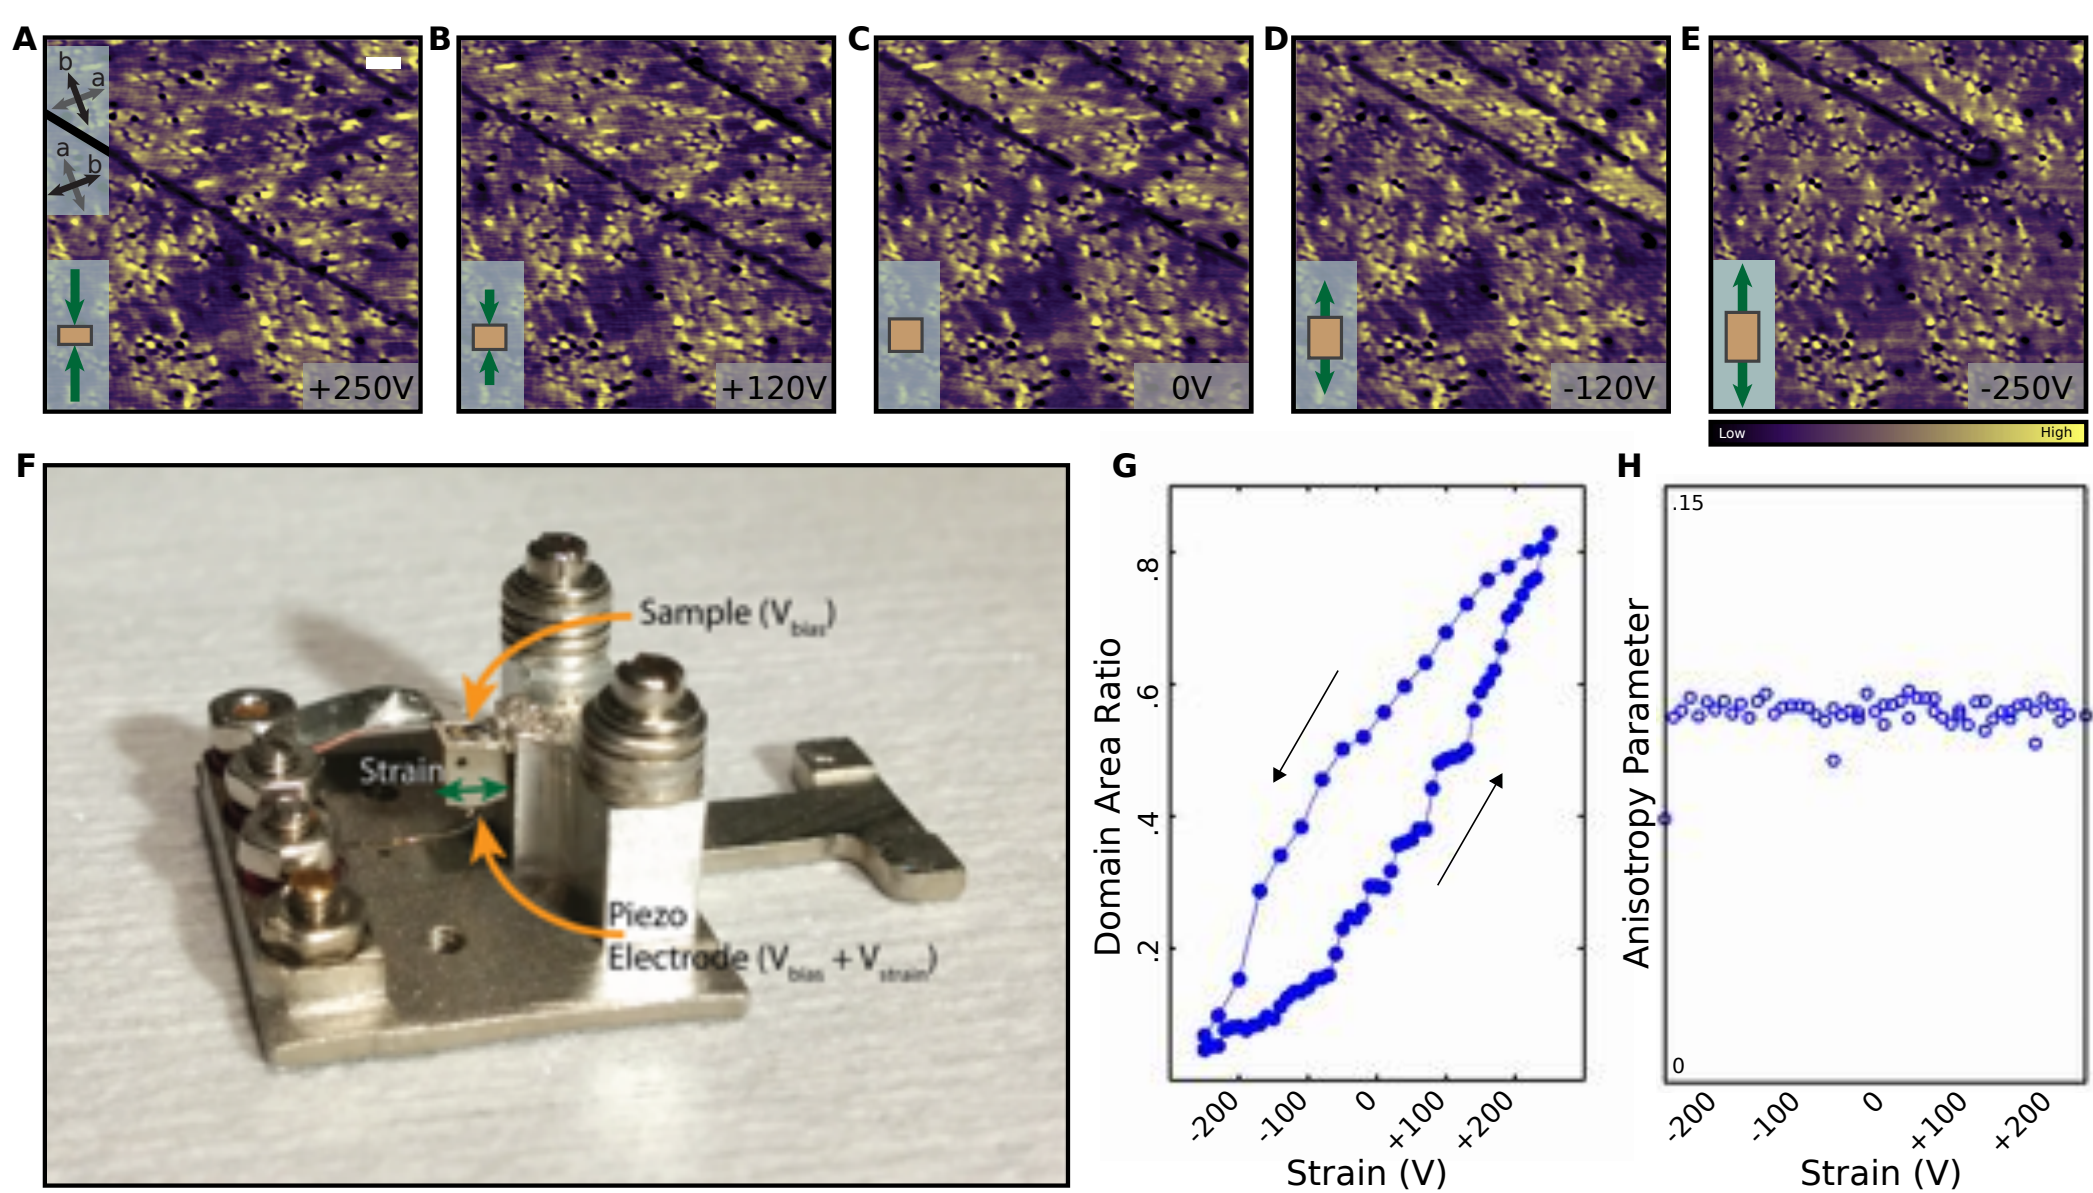 A
b
a
a
b
+250V
B
+120V
C
0V
D
-120V
E
-250V
Low High
F
Sample (Vbias)
Strain
Piezo
Electrode (Vbias + Vstrain)
G
Domain Area Ratio
.8
.6
.4
.2
-200 -100 0 +100 +200
Strain (V)
H
Anisotropy Parameter
.15
0
-200 -100 0 +100 +200
Strain (V)